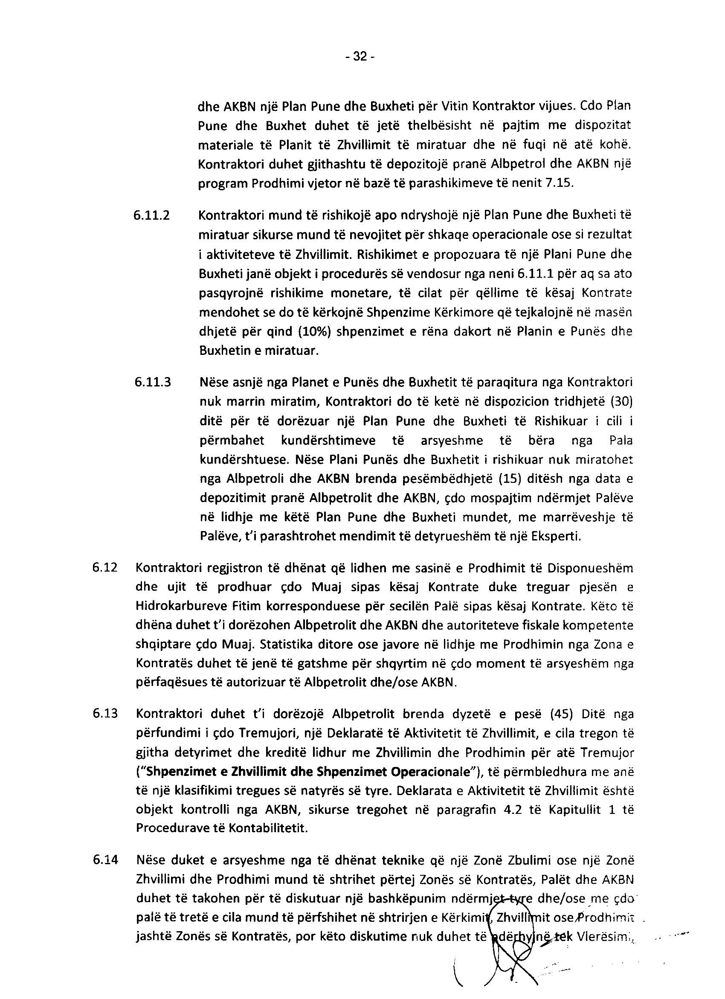 - 32 -
dhe AKBN një Plan Pune dhe Buxheti për Vitin Kontraktor vijues. Cdo Plan
Pune dhe Buxhet duhet të jetë thelbësisht në pajtim me dispozitat
materiale të Planit të Zhvillimit të miratuar dhe në fuqi në atë kohë.
Kontraktori duhet gjithashtu të depozitojë pranë Albpetrol dhe AKBN një
program Prodhimi vjetor në bazë të parashikimeve të nenit 7.15.
6.11.2 Kontraktori mund të rishikojë apo ndryshojë një Plan Pune dhe Buxheti të
miratuar sikurse mund të nevojitet për shkaqe operacionale ose si rezultat
i aktiviteteve të Zhvillimit. Rishikimet e propozuara të një Plani Pune dhe
Buxheti janë objekt i procedurës së vendosur nga neni 6.11.1 për aq sa ato
pasqyrojnë rishikime monetare, të cilat për qëllime të kësaj Kontrate
mendohet se do të kërkojnë Shpenzime Kërkimore që tejkalojnë në masën
dhjetë për qind (10%) shpenzimet e rëna dakort në Planin e Punës dhe
Buxhetin e miratuar.
6.11.3 Nëse asnjë nga Planet e Punës dhe Buxhetit të paraqitura nga Kontraktori
nuk marrin miratim, Kontraktori do të ketë në dispozicion tridhjetë (30)
ditë për të dorëzuar një Plan Pune dhe Buxheti të Rishikuar i cili i
përmbahet kundërshtimeve të arsyeshme të bëra nga Pala
kundërshtuese. Nëse Plani Punës dhe Buxhetit i rishikuar nuk miratohet
nga Albpetroli dhe AKBN brenda pesëmbëdhjetë (15) ditësh nga data e
depozitimit pranë Albpetrolit dhe AKBN, çdo mospajtim ndërmjet Palëve
në lidhje me këtë Plan Pune dhe Buxheti mundet, me marrëveshje të
Palëve, t'i parashtrohet mendimit të detyrueshëm të një Eksperti.
6.12 Kontraktori regjistron të dhënat që lidhen me sasinë e Prodhimit të Disponueshëm
dhe ujit të prodhuar çdo Muaj sipas kësaj Kontrate duke treguar pjesën e
Hidrokarbureve Fitim korresponduese për secilën Palë sipas kësaj Kontrate. Këto të
dhëna duhet t'i dorëzohen Albpetrolit dhe AKBN dhe autoriteteve fiskale kompetente
shqiptare çdo Muaj. Statistika ditore ose javore në lidhje me Prodhimin nga Zona e
Kontratës duhet të jenë të gatshme për shqyrtim në çdo moment të arsyeshëm nga
përfaqësues të autorizuar të Albpetrolit dhe/ose AKBN.
6.13 Kontraktori duhet t'i dorëzojë Albpetrolit brenda dyzetë e pesë (45) Ditë nga
përfundimi i çdo Tremujori, një Deklaratë të Aktivitetit të Zhvillimit, e cila tregon të
gjitha detyrimet dhe kreditë lidhur me Zhvillimin dhe Prodhimin për atë Tremujor
("Shpenzimet e Zhvillimit dhe Shpenzimet Operacionale"), të përmbledhura me anë
të një klasifikimi tregues së natyrës së tyre. Deklarata e Aktivitetit të Zhvillimit është
objekt kontrolli nga AKBN, sikurse tregohet në paragrafin 4.2 të Kapitullit 1 të
Procedurave të Kontabilitetit.
6.14 Nëse duket e arsyeshme nga të dhënat teknike që një Zonë Zbulimi ose një Zonë
Zhvillimi dhe Prodhimi mund të shtrihet përtej Zonës së Kontratës, Palët dhe AKBN
duhet të takohen për të diskutuar një bashkëpunim ndërmjet tyre dhe/ose me çdo
palë të tretë e cila mund të përfshihet në shtrirjen e Kërkimit, Zhvillimit ose Prodhimit
jashtë Zonës së Kontratës, por këto diskutime nuk duhet të ndërhyjnë tek Vlerësimi,